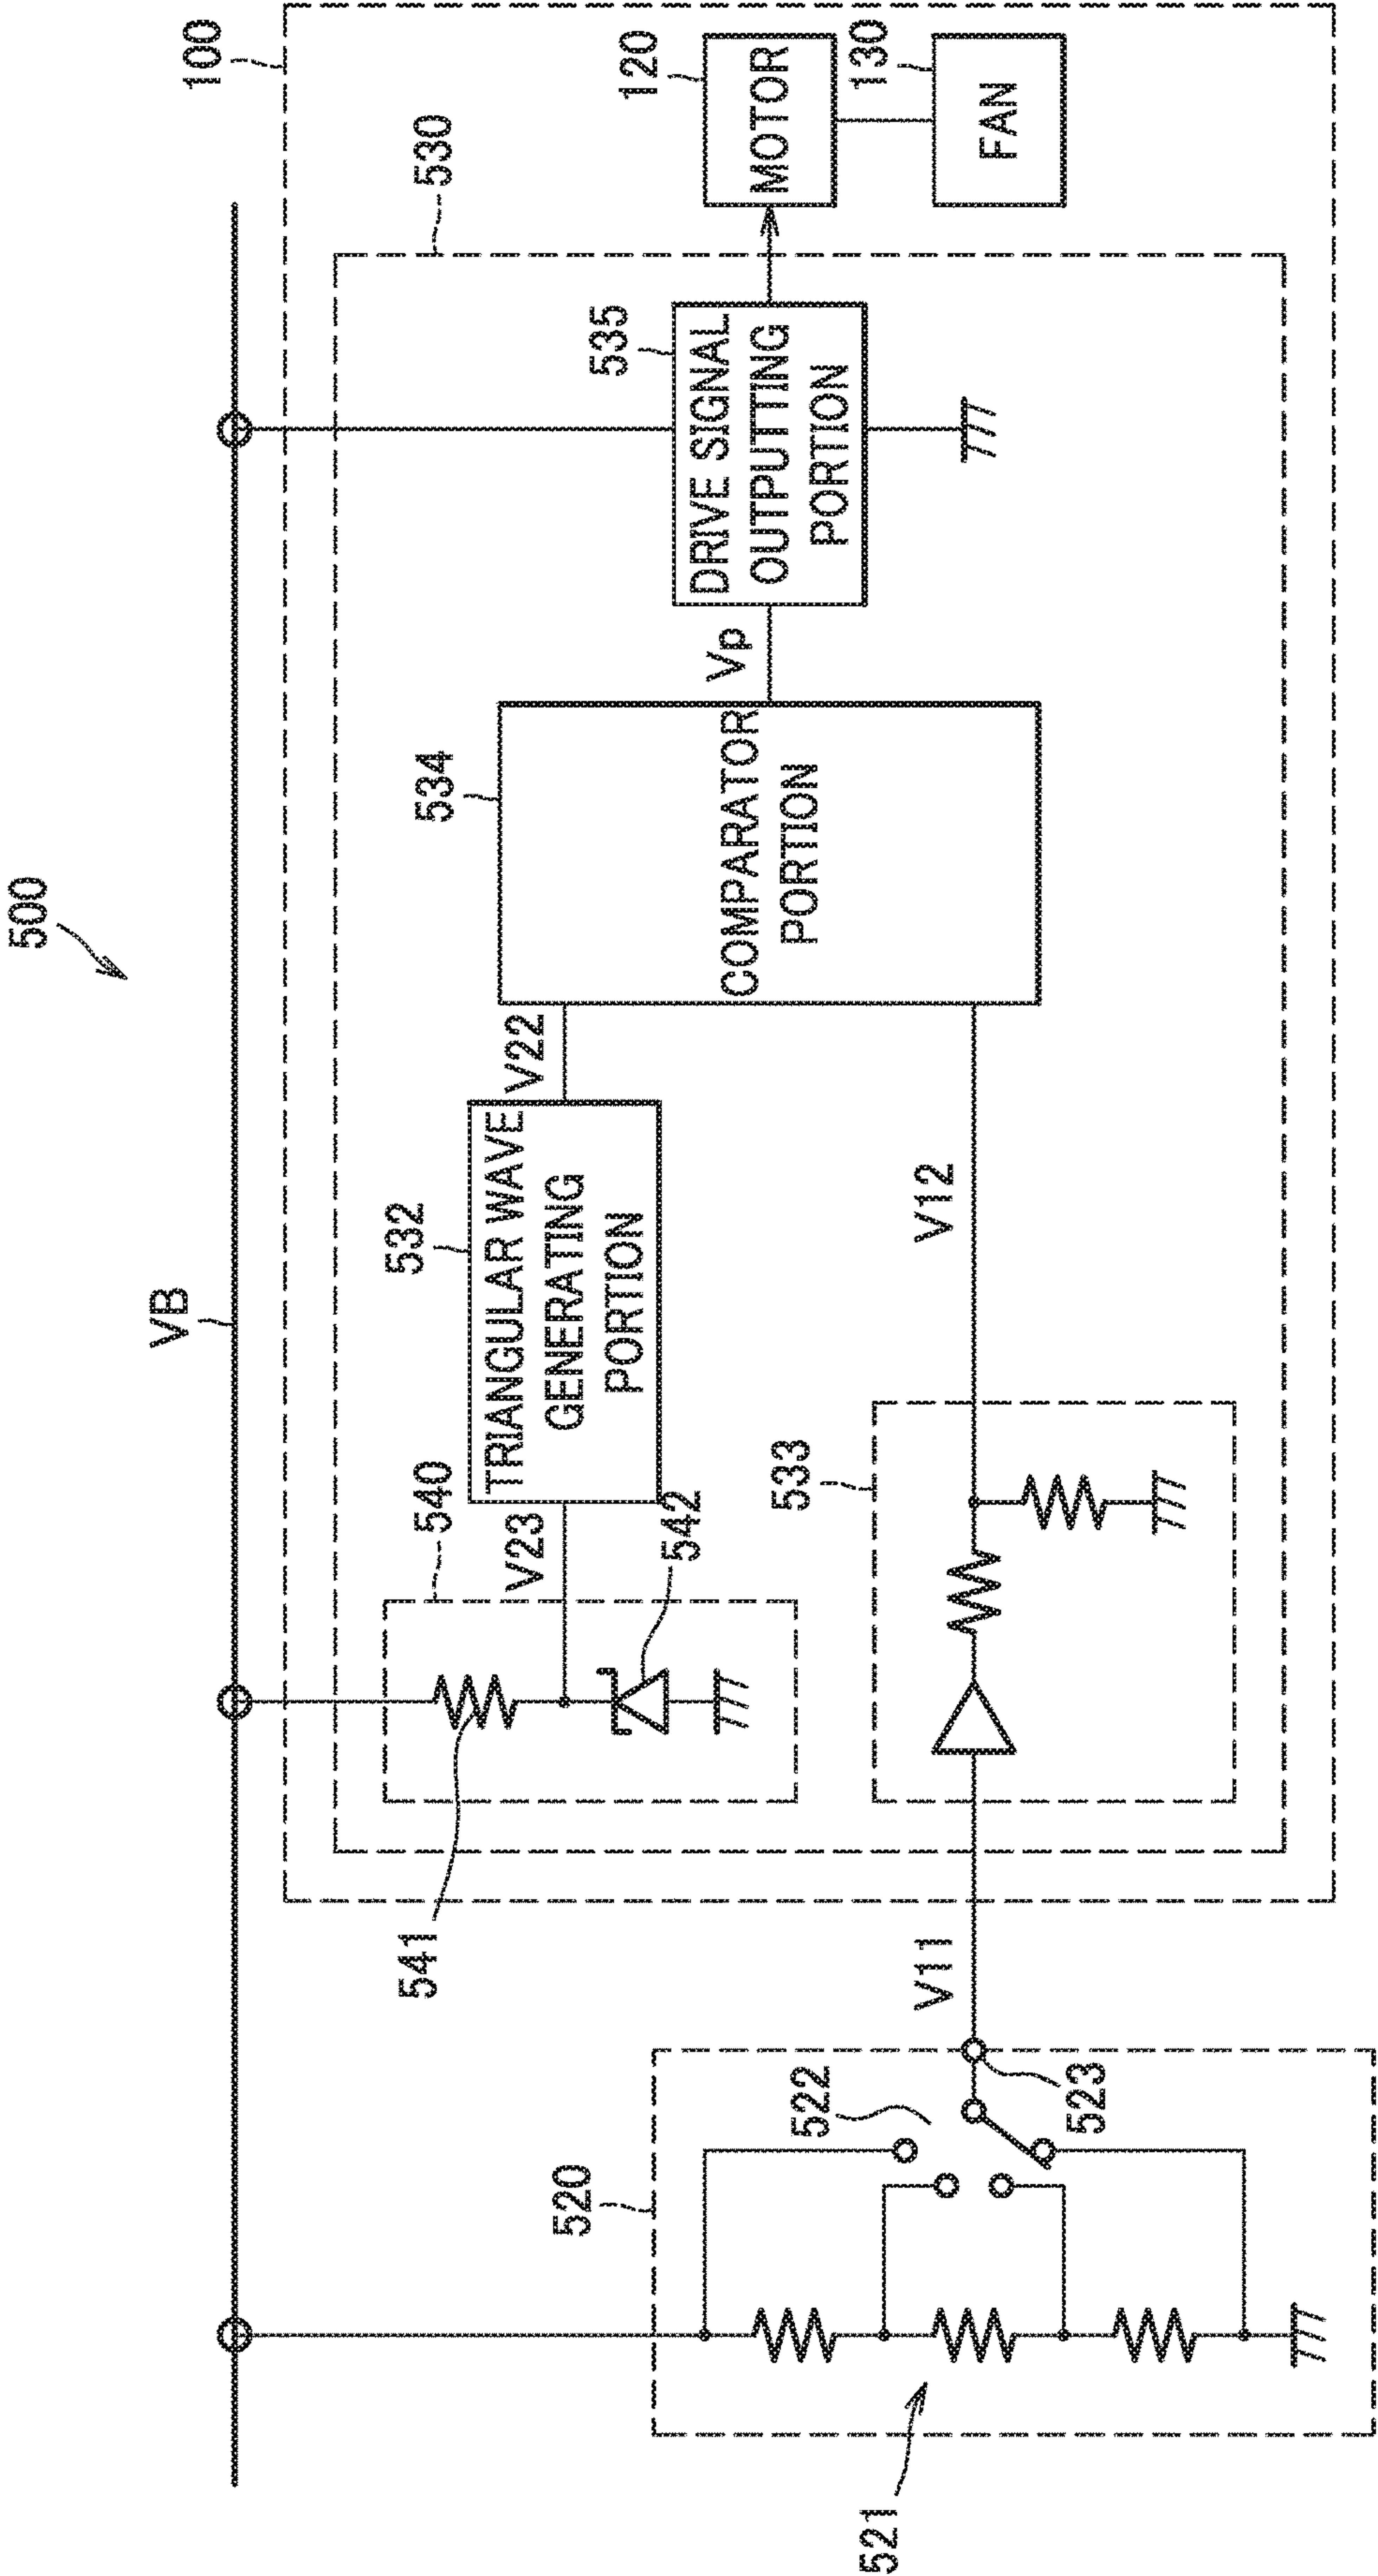 500
VB
100
530
120
MOTOR
130
FAN
535
DRIVE SIGNAL
OUTPUTTING
PORTION
Vp
534
COMPARATOR
PORTION
V22
532
TRIANGULAR WAVE
GENERATING
PORTION
V23
540
541
542
V12
533
V11
520
522
523
521